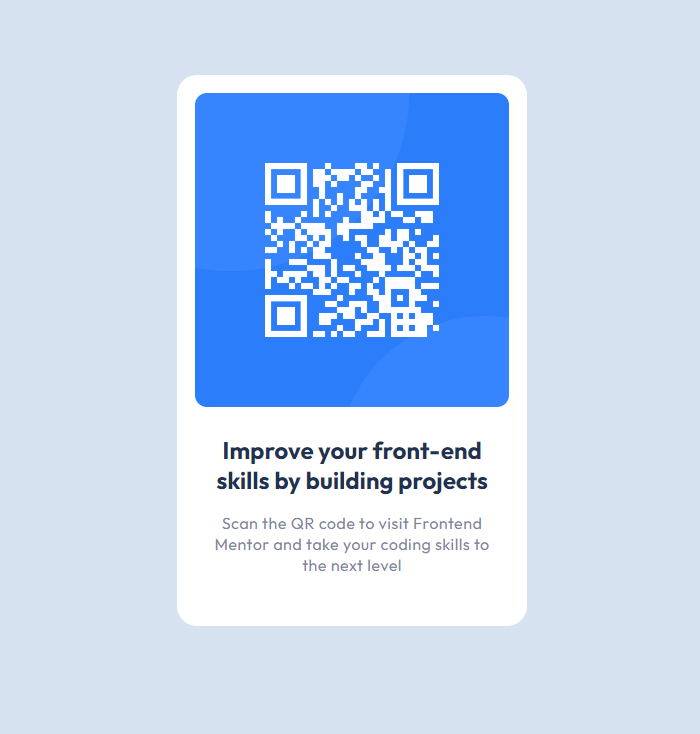 Improve your front-end
skills by building projects
Scan the QR code to visit Frontend
Mentor and take your coding skills to
the next level